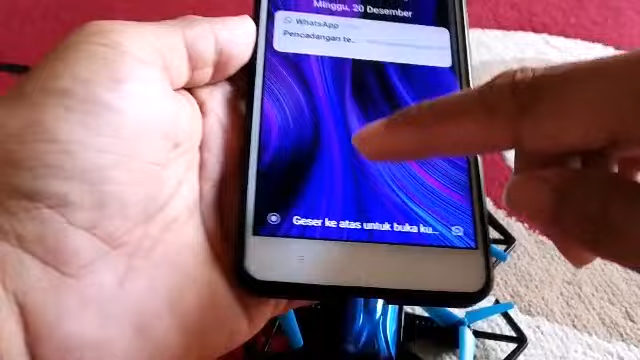 Minggu, 20 Desember
WhatsApp
Pencadangan te..
Geser ke atas untuk buka ku...